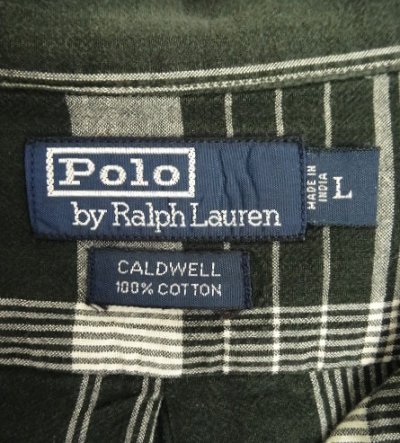 Polo
by Ralph Lauren
MADE IN
INDIA
L
CALDWELL
100% COTTON